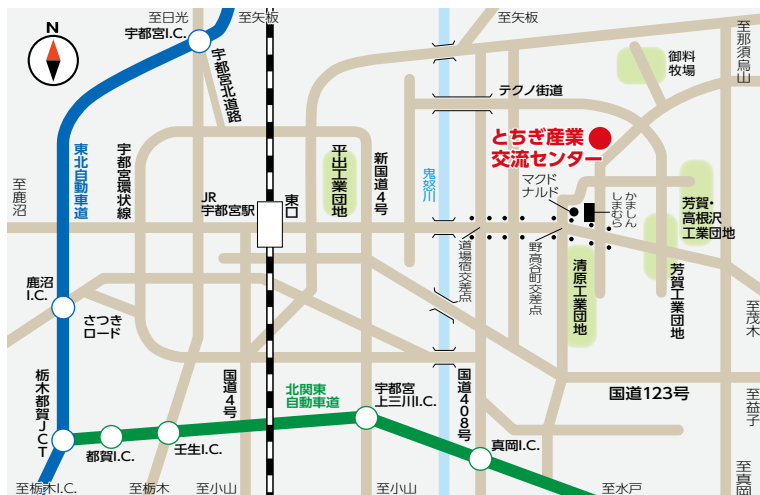 至日光
至矢板
至矢板
N
宇都宮I.C.
宇都宮北道路
至那須烏山
御料
牧場
テクノ街道
とちぎ産業
交流センター
東北自動車道
宇都宮環状線
平出工業団地
新国道4号
鬼怒川
マクド
ナルド
かましん
しまむら
芳賀・
高根沢
工業団地
至鹿沼
JR
宇都宮駅
東口
道場宿交差点
野高谷町交差点
清原工業団地
芳賀工業団地
鹿沼
I.C.
さつき
ロード
至茂木
栃木都賀JCT
国道4号
北関東
自動車道
宇都宮
上三川I.C.
国道408号
国道123号
至益子
都賀I.C.
壬生I.C.
真岡I.C.
至真岡
至栃木I.C.
至栃木
至小山
至小山
至水戸